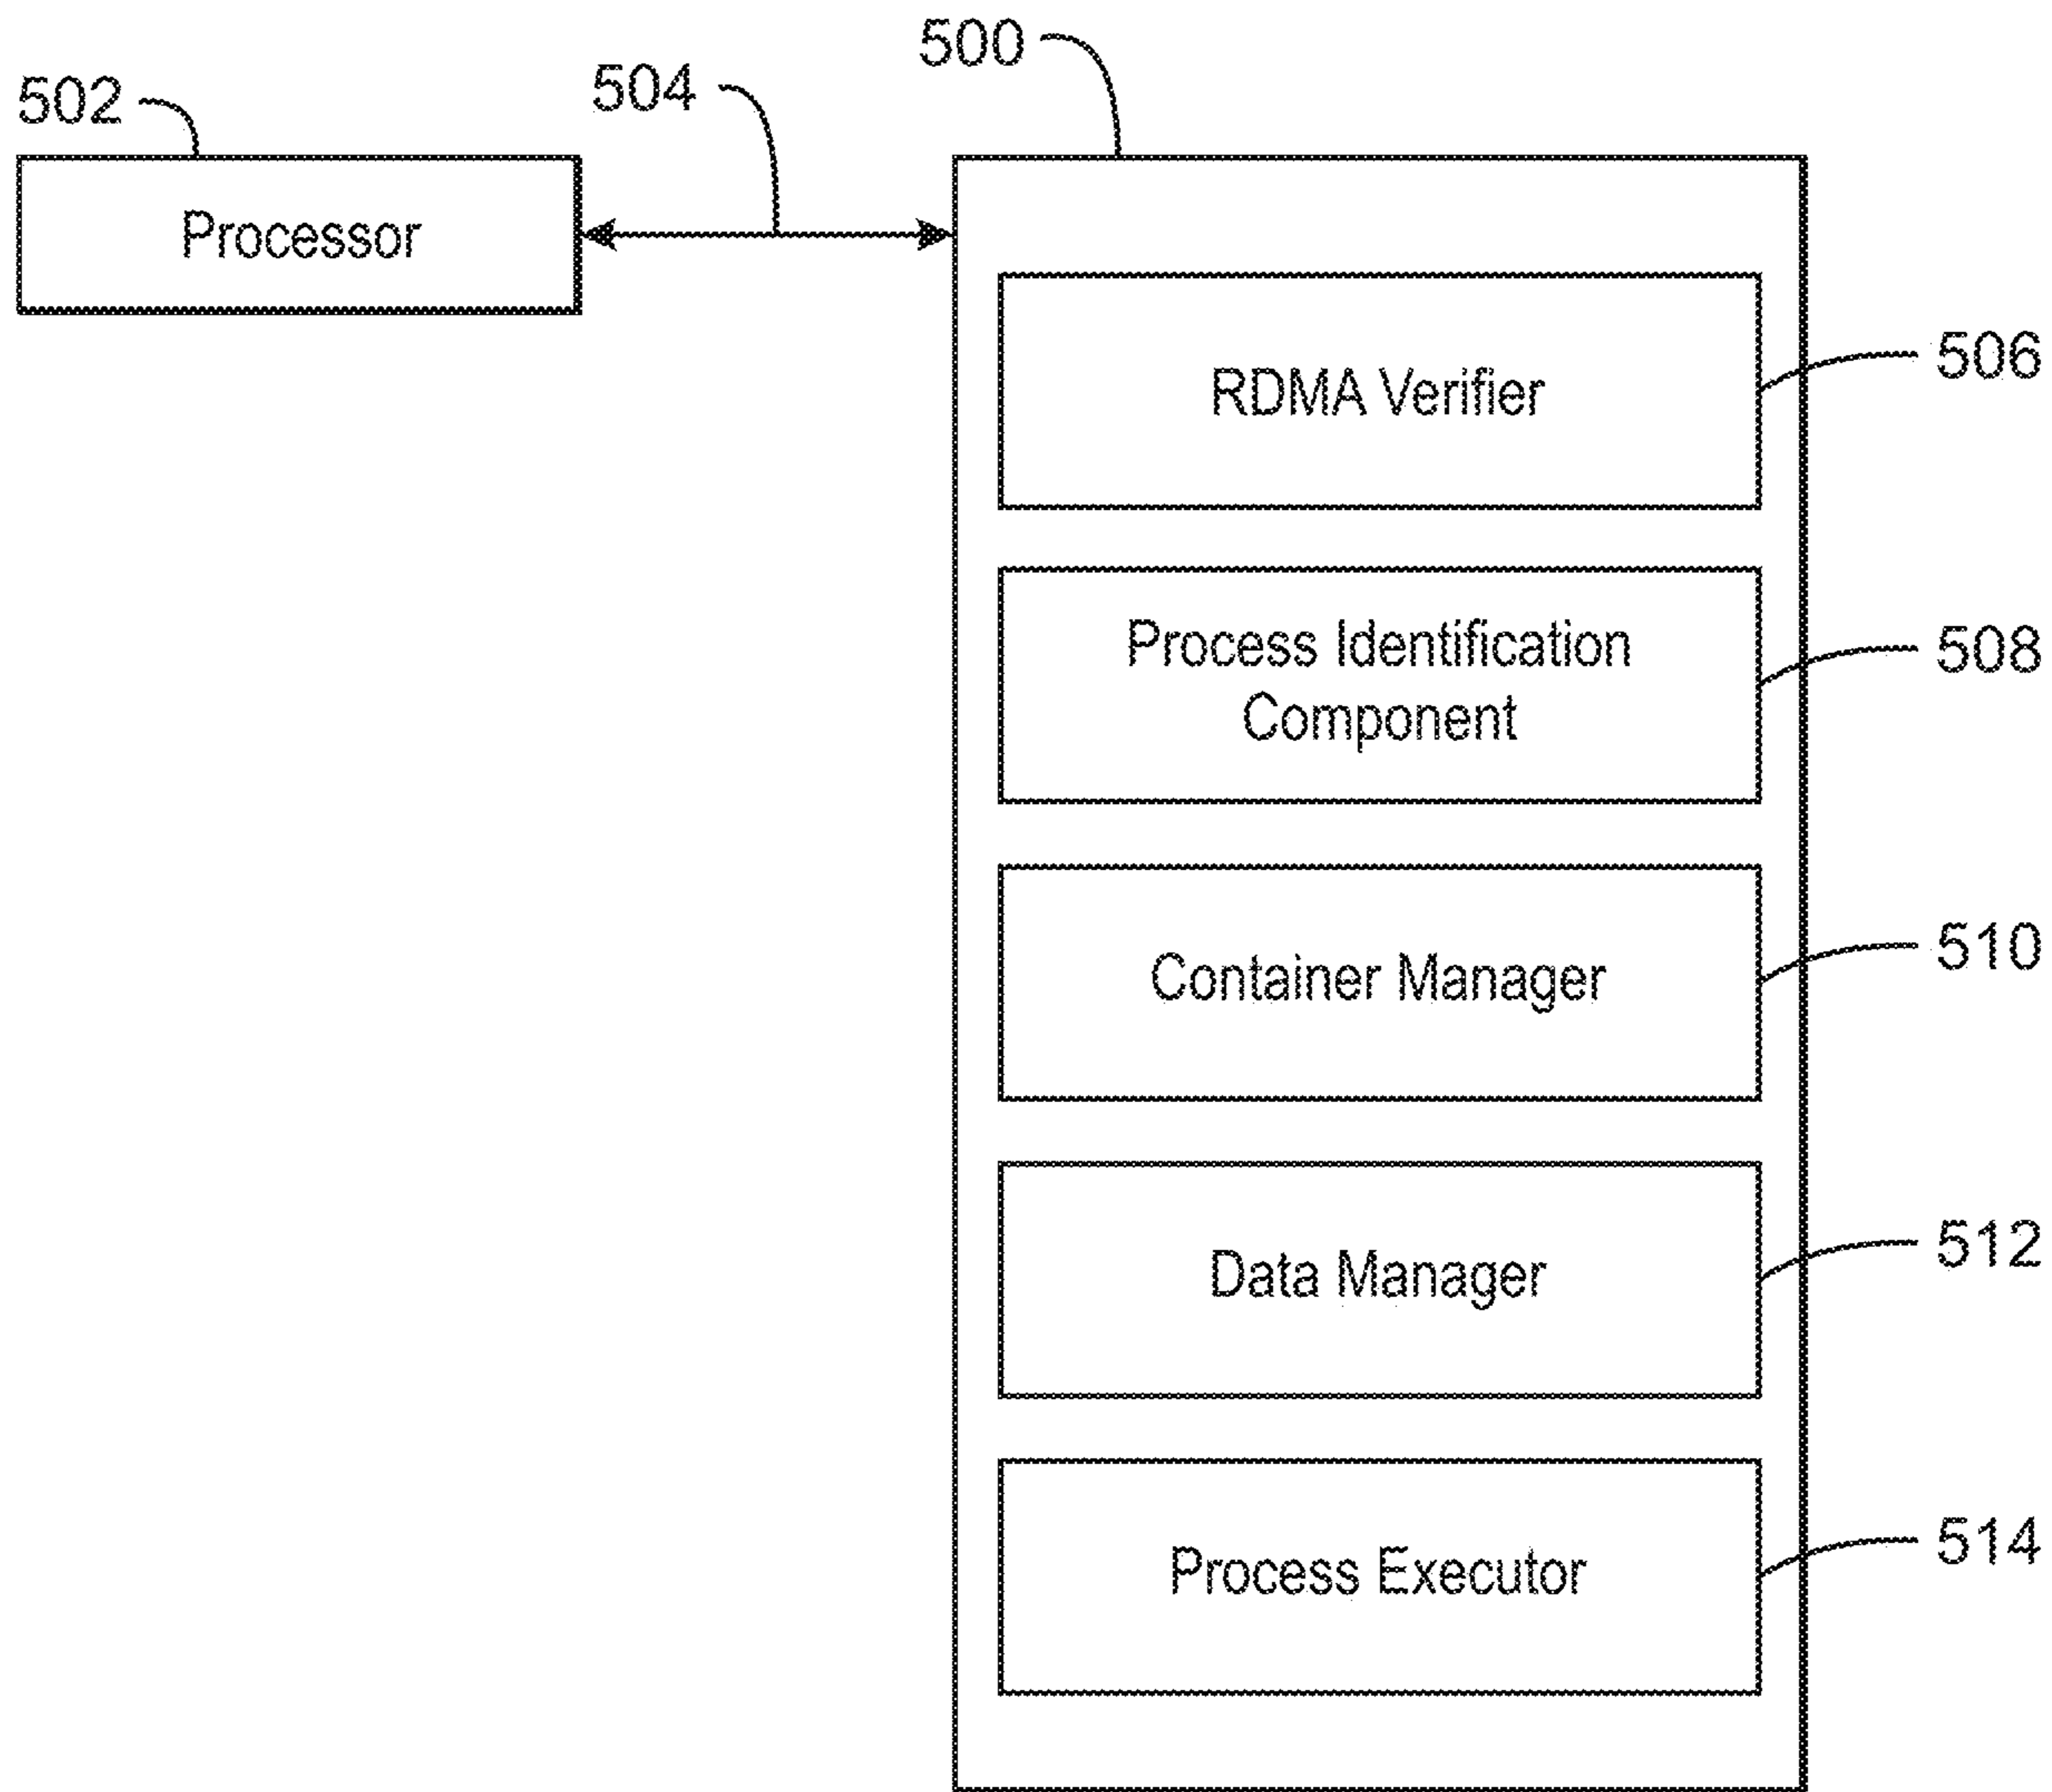 500
504
502
Processor
RDMA Verifier
506
Process Identification
Component
508
Container Manager
510
Data Manager
512
Process Executor
514